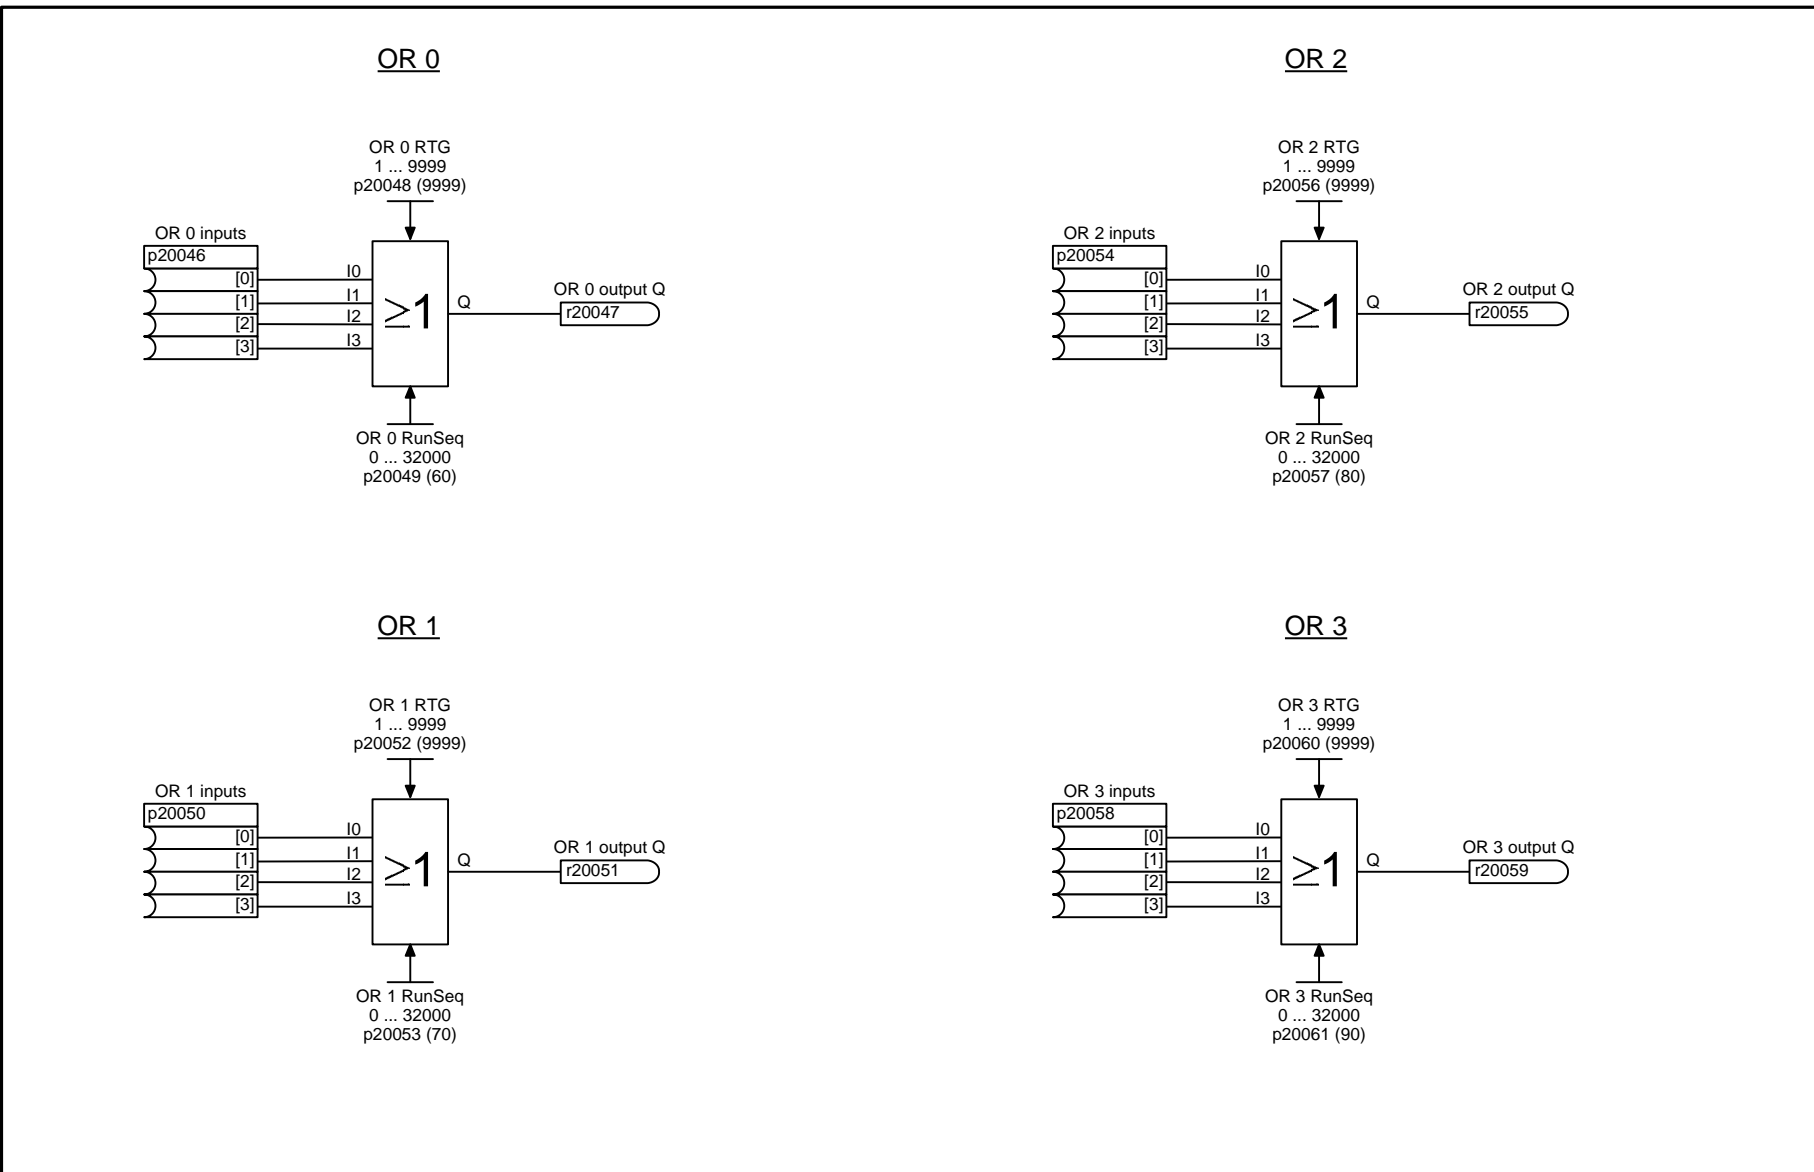 OR 0
OR 0 RTG
1 ... 9999
p20048 (9999)
OR 0 inputs
p20046
[0]
[1]
[2]
[3]
I0
I1
I2
I3
≥1
Q
OR 0 output Q
r20047
OR 0 RunSeq
0 ... 32000
p20049 (60)
OR 2
OR 2 RTG
1 ... 9999
p20056 (9999)
OR 2 inputs
p20054
[0]
[1]
[2]
[3]
I0
I1
I2
I3
≥1
Q
OR 2 output Q
r20055
OR 2 RunSeq
0 ... 32000
p20057 (80)
OR 1
OR 1 RTG
1 ... 9999
p20052 (9999)
OR 1 inputs
p20050
[0]
[1]
[2]
[3]
I0
I1
I2
I3
≥1
Q
OR 1 output Q
r20051
OR 1 RunSeq
0 ... 32000
p20053 (70)
OR 3
OR 3 RTG
1 ... 9999
p20060 (9999)
OR 3 inputs
p20058
[0]
[1]
[2]
[3]
I0
I1
I2
I3
≥1
Q
OR 3 output Q
r20059
OR 3 RunSeq
0 ... 32000
p20061 (90)